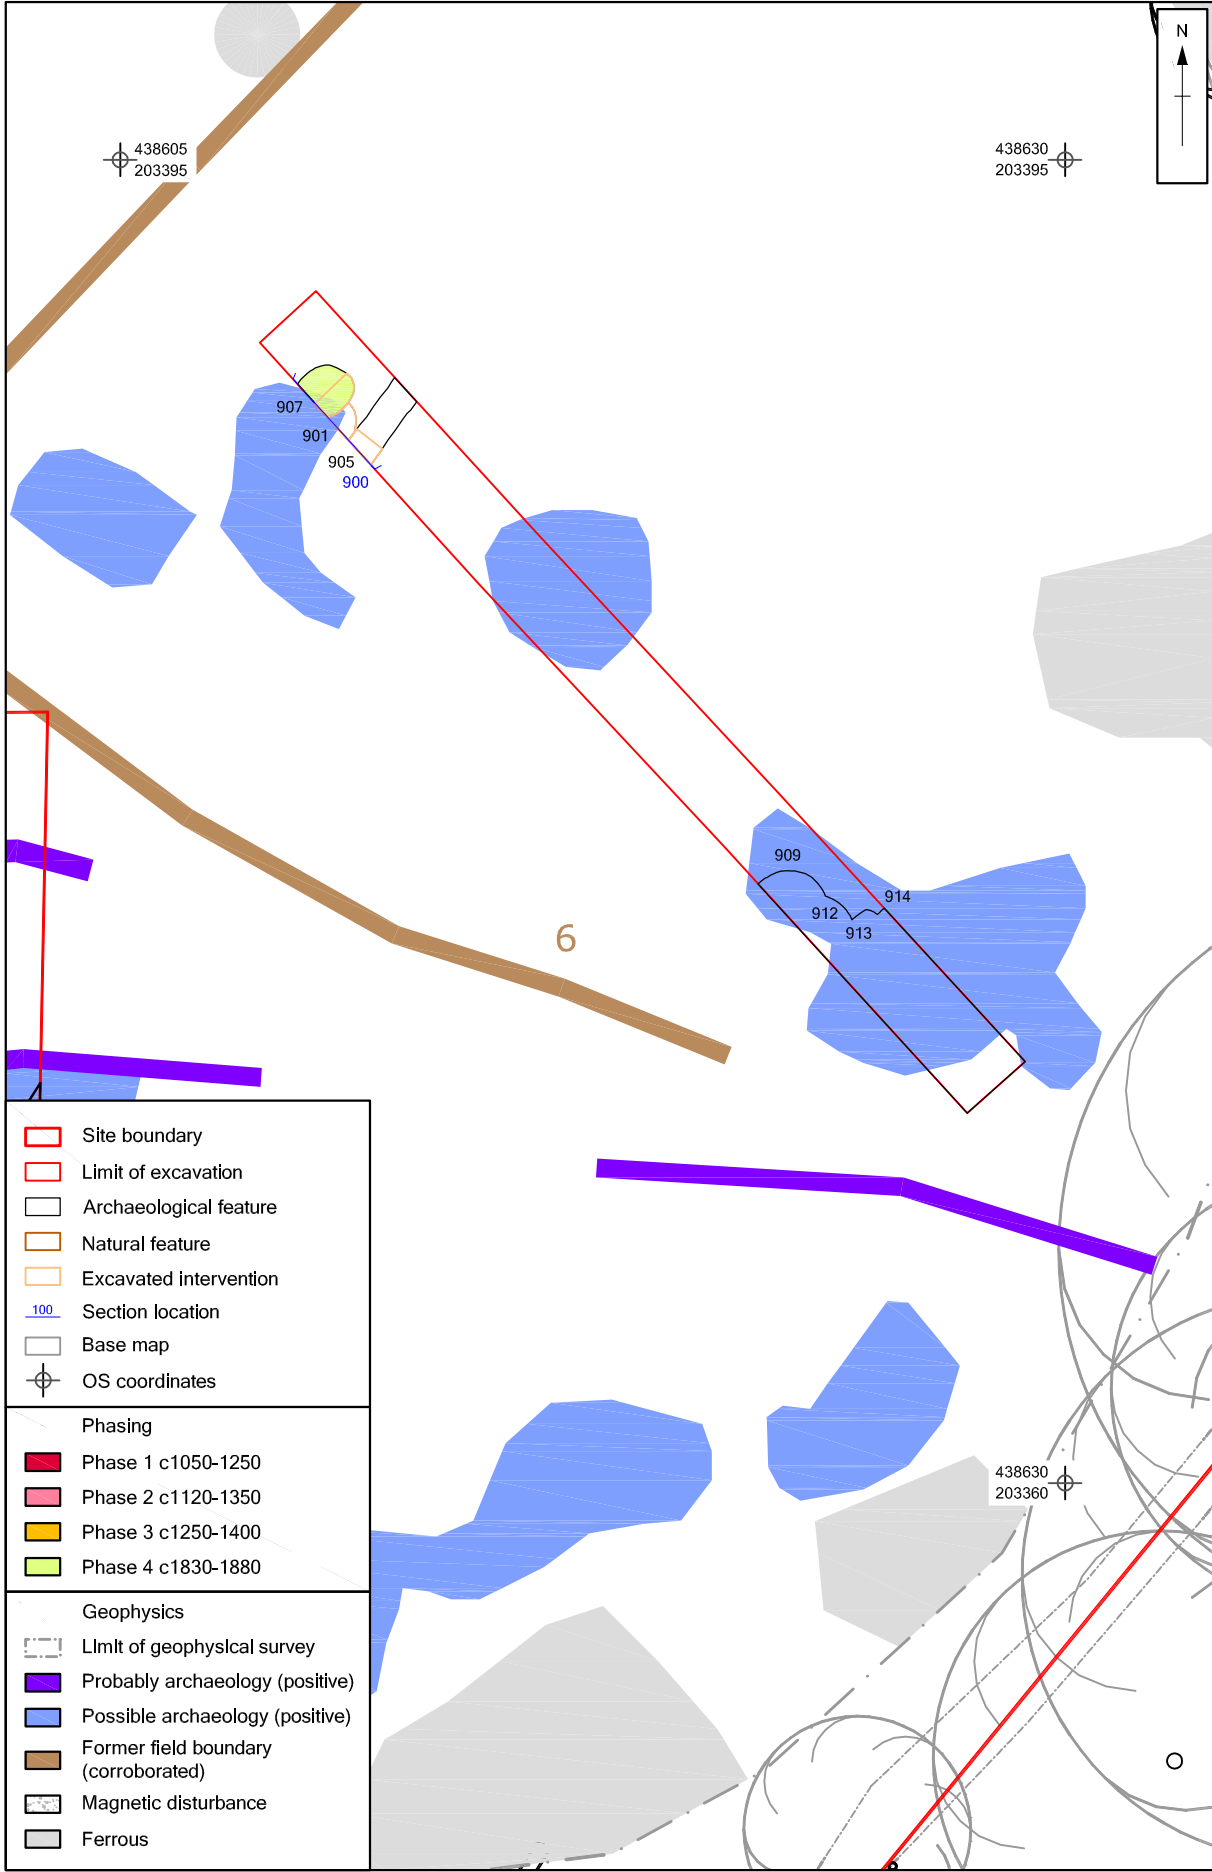 N
438605
203395
438630
203395
907
901
905
900
909
914
912
913
6
Site boundary
Limit of excavation
Archaeological feature
Natural feature
Excavated intervention
100 Section location
Base map
OS coordinates
Phasing
Phase 1 c1050-1250
Phase 2 c1120-1350
Phase 3 c1250-1400
Phase 4 c1830-1880
438630
203360
Geophysics
Limit of geophysical survey
Probably archaeology (positive)
Possible archaeology (positive)
Former field boundary
(corroborated)
Magnetic disturbance
Ferrous